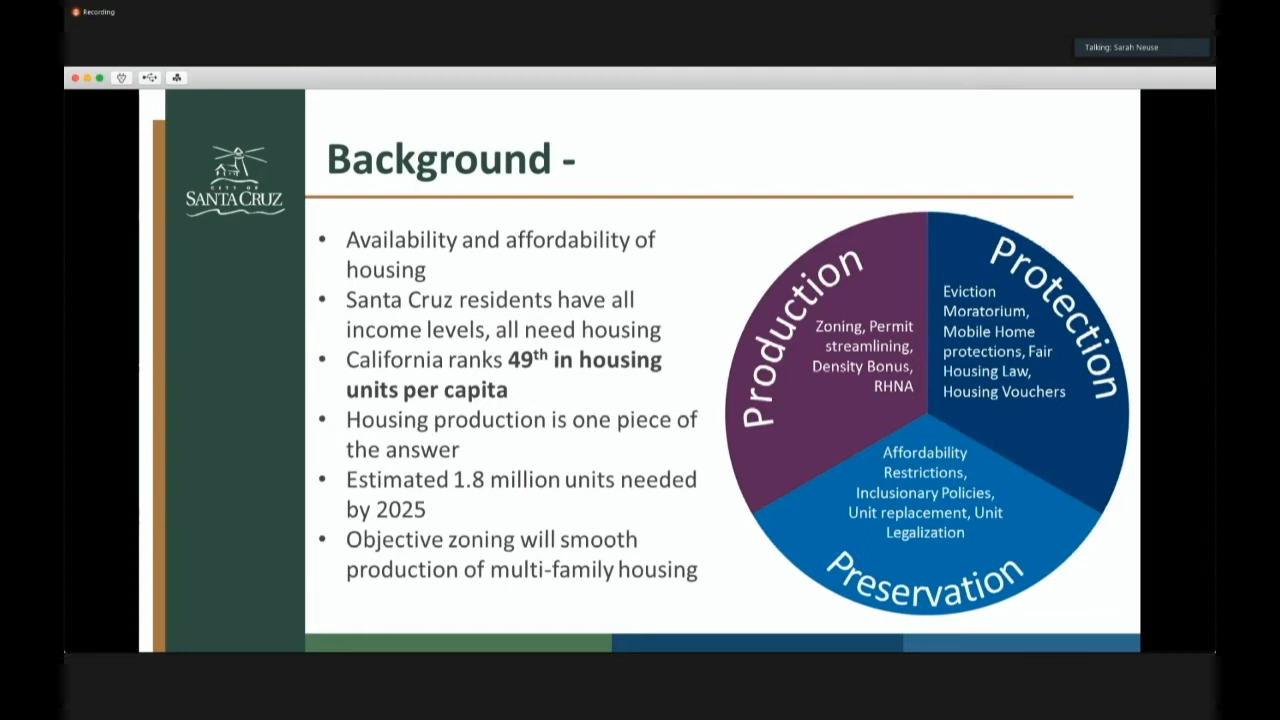 Recording
Talking: Sarah Neuse
CITY OF
SANTA CRUZ
Background -
• Availability and affordability of
housing
• Santa Cruz residents have all
income levels, all need housing
• California ranks 49th in housing
units per capita
• Housing production is one piece of
the answer
• Estimated 1.8 million units needed
by 2025
• Objective zoning will smooth
production of multi-family housing
Production
Zoning, Permit
streamlining,
Density Bonus,
RHNA
Protection
Eviction
Moratorium,
Mobile Home
protections, Fair
Housing Law,
Housing Vouchers
Affordability
Restrictions,
Inclusionary Policies,
Unit replacement, Unit
Legalization
Preservation